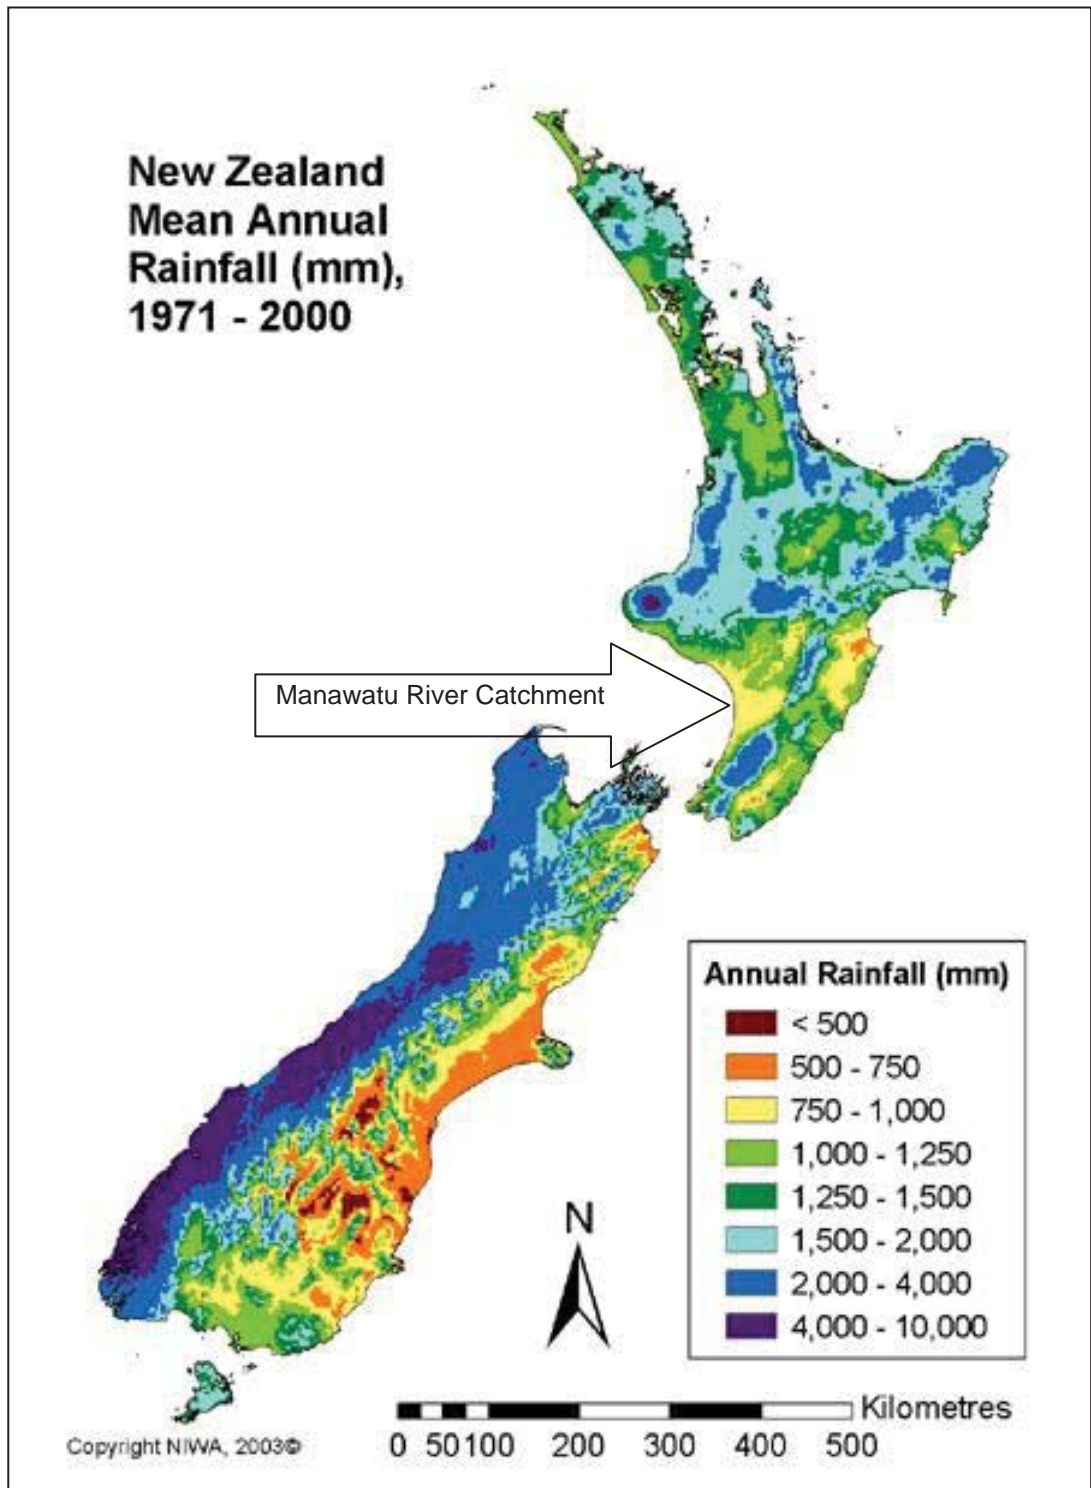 New Zealand
Mean Annual
Rainfall (mm),
1971 - 2000
Manawatu River Catchment
Annual Rainfall (mm)
< 500
500 - 750
750 - 1,000
1,000 - 1,250
1,250 - 1,500
1,500 - 2,000
2,000 - 4,000
4,000 - 10,000
N
Kilometres
0 50 100 200 300 400 500
Copyright NIWA, 2003©